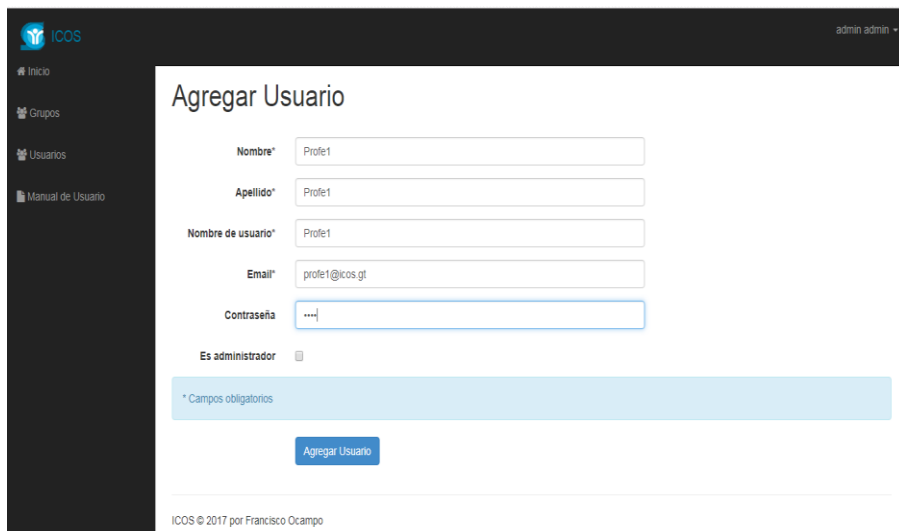 ICOS
admin admin
Inicio
Grupos
Usuarios
Manual de Usuario
Agregar Usuario
Nombre* Profe1
Apellido* Profe1
Nombre de usuario* Profe1
Email* profe1@icos.gt
Contraseña ····
Es administrador
* Campos obligatorios
Agregar Usuario
ICOS © 2017 por Francisco Ocampo